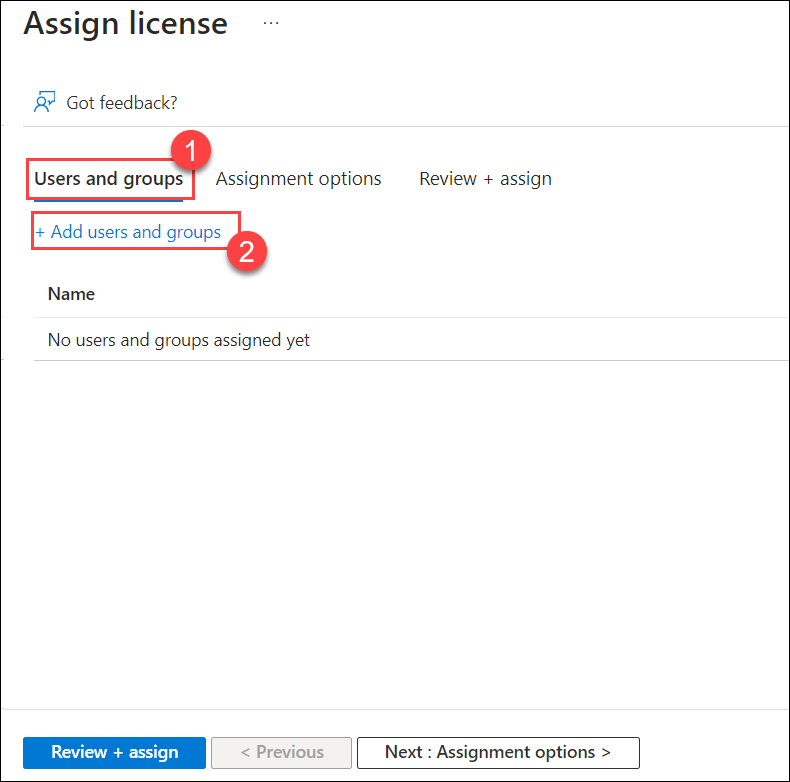 Assign license ...
Got feedback?
1
Users and groups Assignment options Review + assign
+ Add users and groups
2
Name
No users and groups assigned yet
Review + assign < Previous Next : Assignment options >